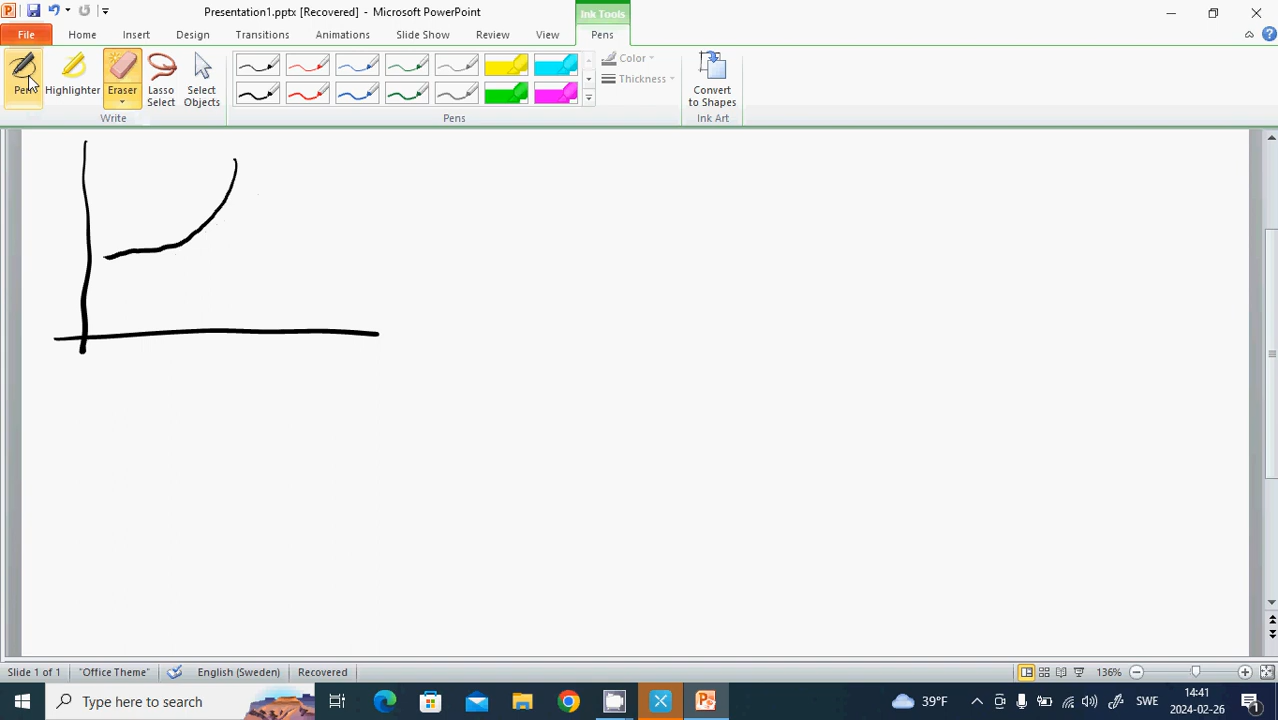 Presentation1.pptx [Recovered] - Microsoft PowerPoint
Ink Tools
File
Home
Insert
Design
Transitions
Animations
Slide Show
Review
View
Pens
Pen
Highlighter
Eraser
Lasso Select
Select Objects
Color
Thickness
Convert to Shapes
Write
Pens
Ink Art
Slide 1 of 1
"Office Theme"
English (Sweden)
Recovered
136%
Type here to search
39°F
SWE
14:41
2024-02-26
1